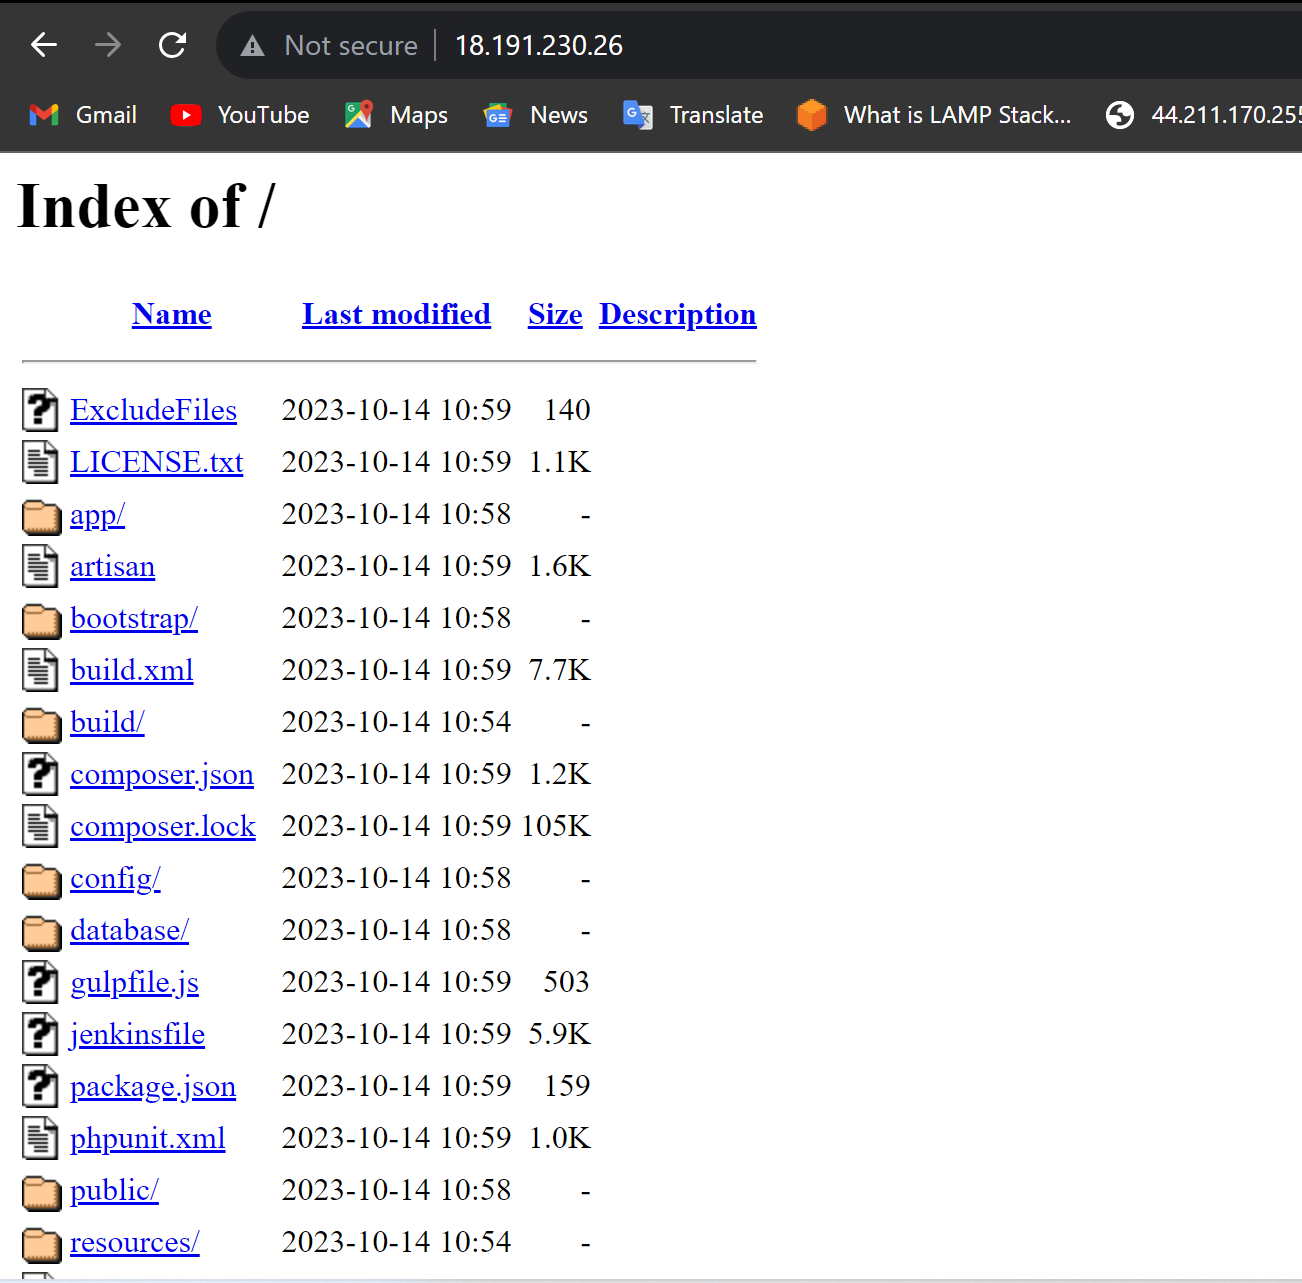 Not secure 18.191.230.26
Gmail YouTube Maps News Translate What is LAMP Stack... 44.211.170.255
Index of /
Name Last modified Size Description
ExcludeFiles 2023-10-14 10:59 140
LICENSE.txt 2023-10-14 10:59 1.1K
app/ 2023-10-14 10:58 -
artisan 2023-10-14 10:59 1.6K
bootstrap/ 2023-10-14 10:58 -
build.xml 2023-10-14 10:59 7.7K
build/ 2023-10-14 10:54 -
composer.json 2023-10-14 10:59 1.2K
composer.lock 2023-10-14 10:59 105K
config/ 2023-10-14 10:58 -
database/ 2023-10-14 10:58 -
gulpfile.js 2023-10-14 10:59 503
jenkinsfile 2023-10-14 10:59 5.9K
package.json 2023-10-14 10:59 159
phpunit.xml 2023-10-14 10:59 1.0K
public/ 2023-10-14 10:58 -
resources/ 2023-10-14 10:54 -